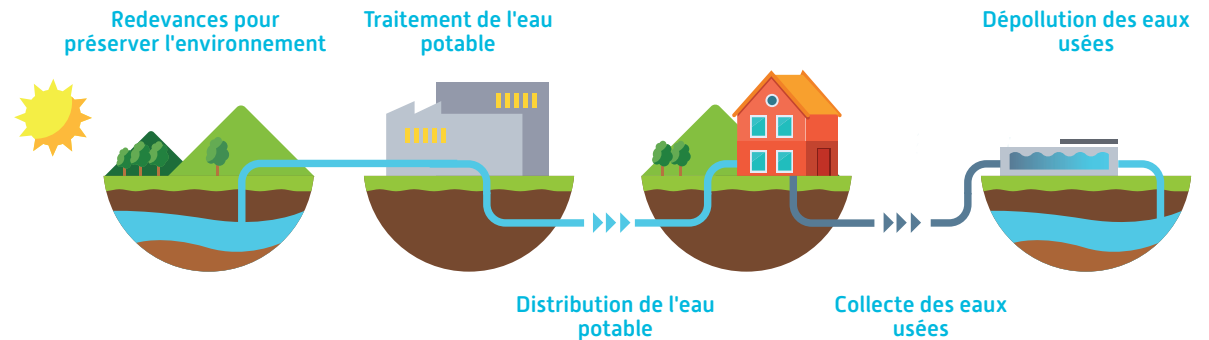 Redevances pour
préserver l'environnement
Traitement de l'eau
potable
Dépollution des eaux
usées
Distribution de l'eau
potable
Collecte des eaux
usées